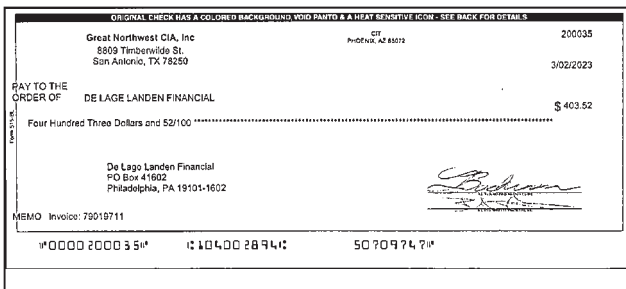 ORIGINAL CHECK HAS A COLORED BACKGROUND, VOID PANTO & A HEAT SENSITIVE ICON - SEE BACK FOR DETAILS
Great Northwest CIA, Inc
8809 Timberwilde St.
San Antonio, TX 78250
CIT
PHOENIX, AZ 85072
200035
3/02/2023
PAY TO THE
ORDER OF DE LAGE LANDEN FINANCIAL
$ 403.52
Four Hundred Three Dollars and 52/100
De Lage Landen Financial
PO Box 41602
Philadelphia, PA 19101-1602
MEMO Invoice: 79019711
⑈0000200035⑈ ⑆104002894⑆ 50709747⑈